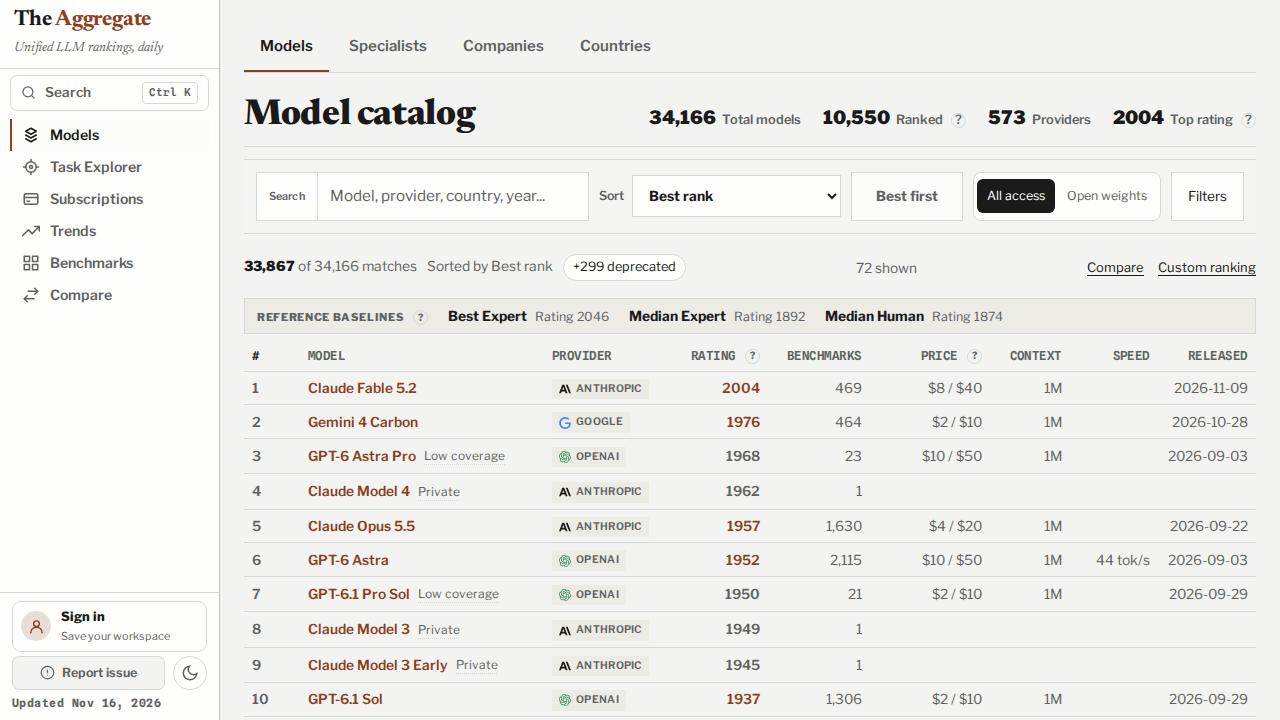 The Aggregate
Unified LLM rankings, daily
Search Ctrl K
Models
Task Explorer
Subscriptions
Trends
Benchmarks
Compare
Sign in
Save your workspace
Report issue
Updated Nov 16, 2026
Models Specialists Companies Countries
Model catalog
34,166 Total models 10,550 Ranked ? 573 Providers 2004 Top rating ?
Search Model, provider, country, year... Sort Best rank Best first All access Open weights Filters
33,867 of 34,166 matches Sorted by Best rank +299 deprecated 72 shown Compare Custom ranking
REFERENCE BASELINES ? Best Expert Rating 2046 Median Expert Rating 1892 Median Human Rating 1874
# MODEL PROVIDER RATING ? BENCHMARKS PRICE ? CONTEXT SPEED RELEASED
1 Claude Fable 5.2 ANTHROPIC 2004 469 $8 / $40 1M 2026-11-09
2 Gemini 4 Carbon GOOGLE 1976 464 $2 / $10 1M 2026-10-28
3 GPT-6 Astra Pro Low coverage OPENAI 1968 23 $10 / $50 1M 2026-09-03
4 Claude Model 4 Private ANTHROPIC 1962 1
5 Claude Opus 5.5 ANTHROPIC 1957 1,630 $4 / $20 1M 2026-09-22
6 GPT-6 Astra OPENAI 1952 2,115 $10 / $50 1M 44 tok/s 2026-09-03
7 GPT-6.1 Pro Sol Low coverage OPENAI 1950 21 $2 / $10 1M 2026-09-29
8 Claude Model 3 Private ANTHROPIC 1949 1
9 Claude Model 3 Early Private ANTHROPIC 1945 1
10 GPT-6.1 Sol OPENAI 1937 1,306 $2 / $10 1M 2026-09-29